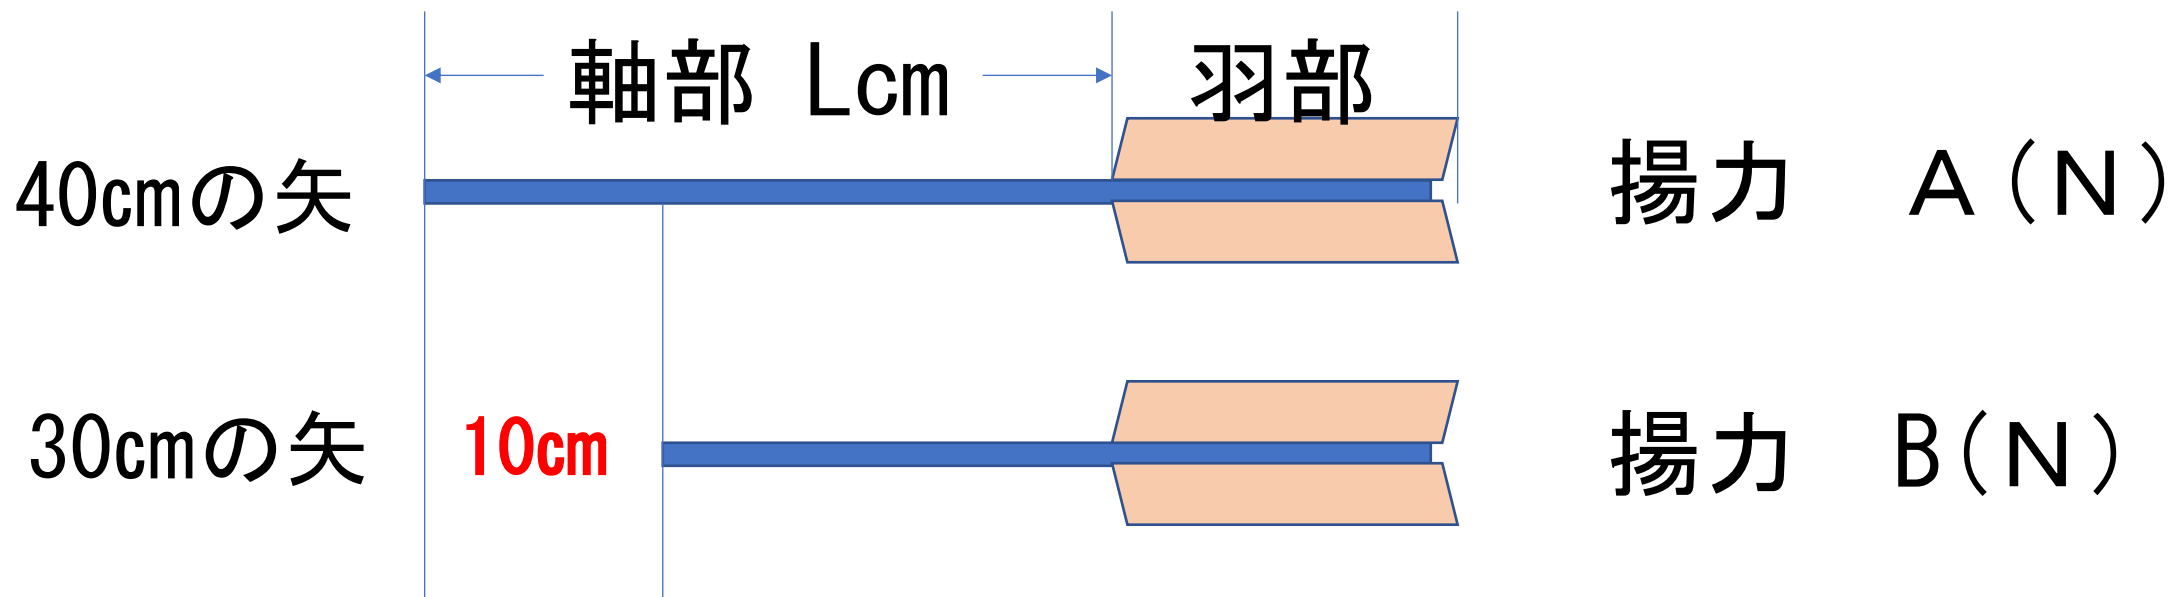 軸部 Lcm
羽部
40cmの矢
揚力 A(N)
30cmの矢
10cm
揚力 B(N)